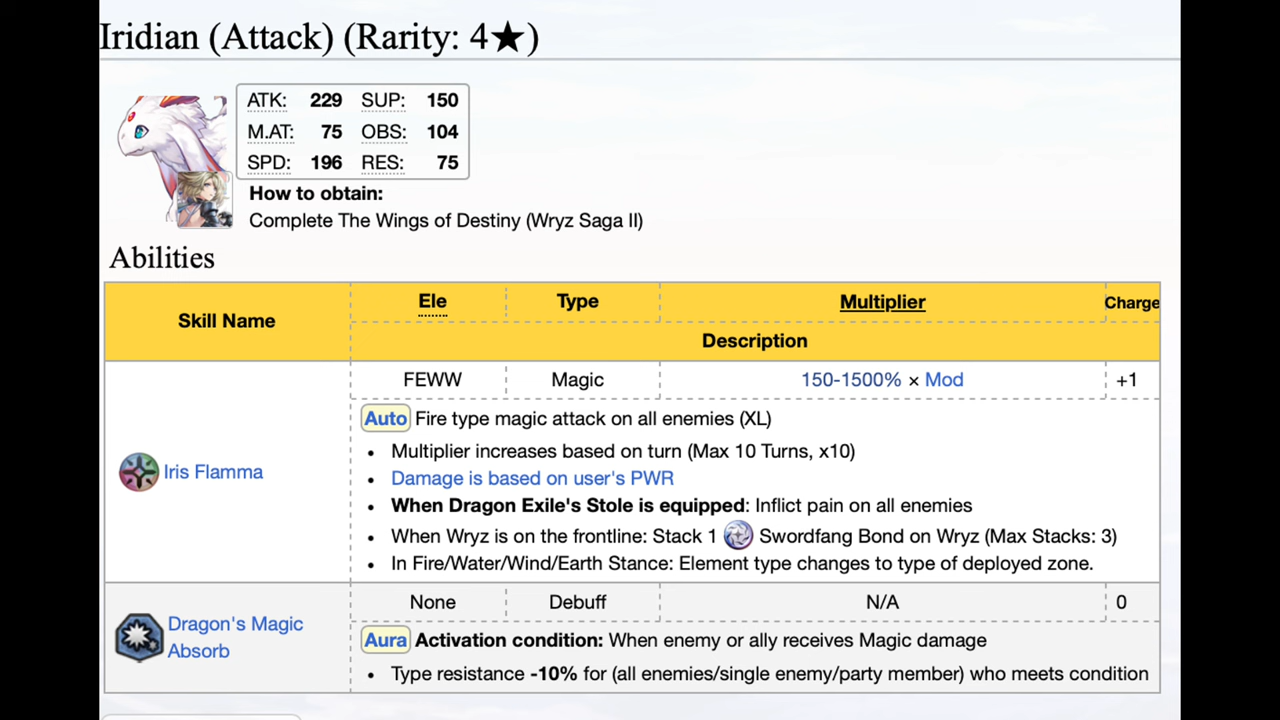 Iridian (Attack) (Rarity: 4★)
ATK: 229 SUP: 150
M.AT: 75 OBS: 104
SPD: 196 RES: 75
How to obtain:
Complete The Wings of Destiny (Wryz Saga II)
Abilities
Skill Name
Ele Type Multiplier Charge
Description
FEWW Magic 150-1500% × Mod +1
Auto Fire type magic attack on all enemies (XL)
• Multiplier increases based on turn (Max 10 Turns, x10)
• Damage is based on user's PWR
Iris Flamma
• When Dragon Exile's Stole is equipped: Inflict pain on all enemies
• When Wryz is on the frontline: Stack 1 Swordfang Bond on Wryz (Max Stacks: 3)
• In Fire/Water/Wind/Earth Stance: Element type changes to type of deployed zone.
None Debuff N/A 0
Dragon's Magic
Absorb
Aura Activation condition: When enemy or ally receives Magic damage
• Type resistance -10% for (all enemies/single enemy/party member) who meets condition